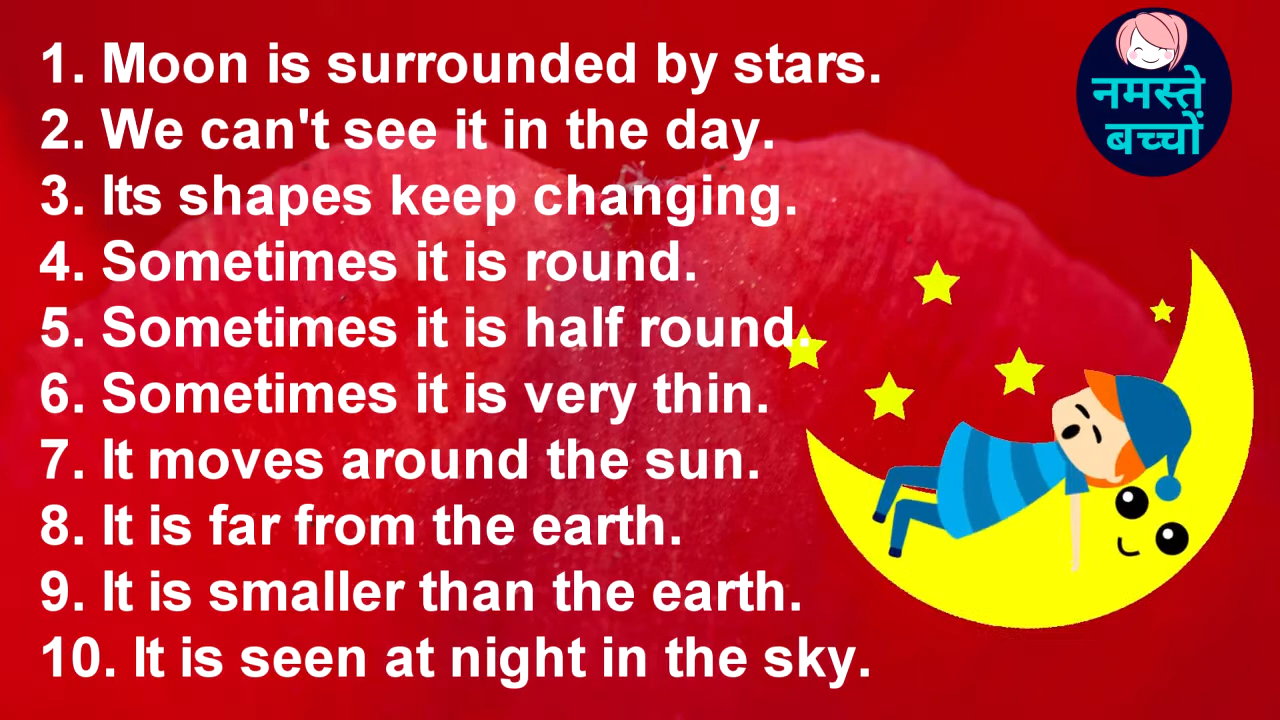 1. Moon is surrounded by stars.
2. We can't see it in the day.
3. Its shapes keep changing.
4. Sometimes it is round.
5. Sometimes it is half round.
6. Sometimes it is very thin.
7. It moves around the sun.
8. It is far from the earth.
9. It is smaller than the earth.
10. It is seen at night in the sky.
नमस्ते
बच्चों